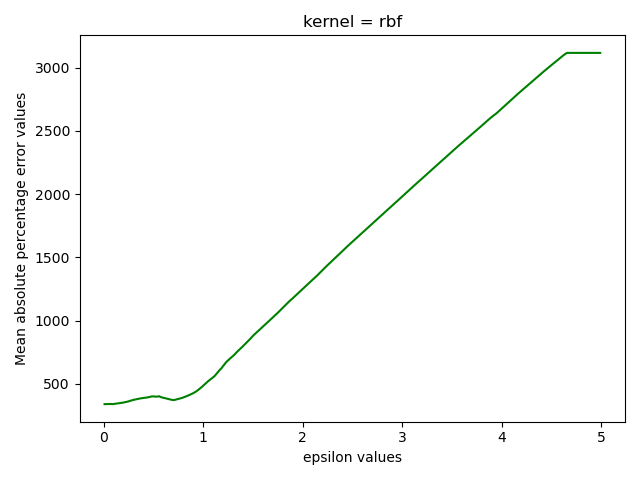 kernel = rbf
Mean absolute percentage error values
3000
2500
2000
1500
1000
500
0 1 2 3 4 5
epsilon values